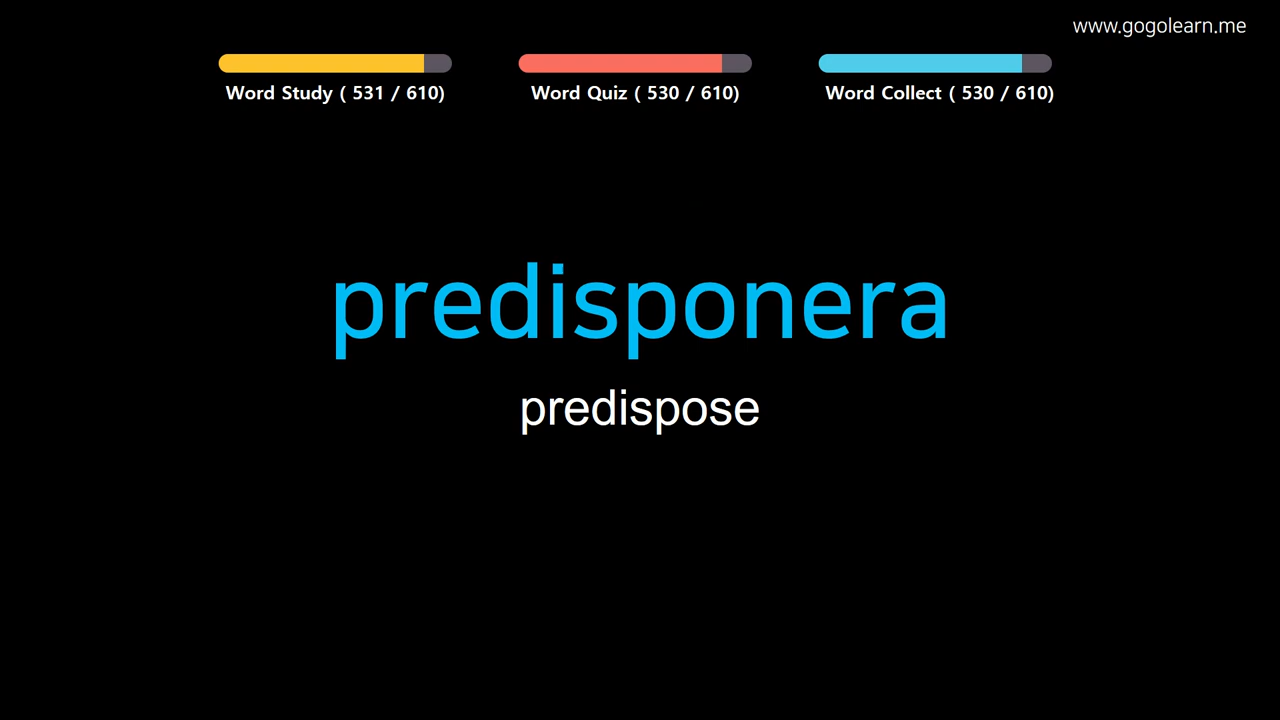 www.gogolearn.me
Word Study ( 531 / 610)
Word Quiz ( 530 / 610)
Word Collect ( 530 / 610)
predisponera
predispose